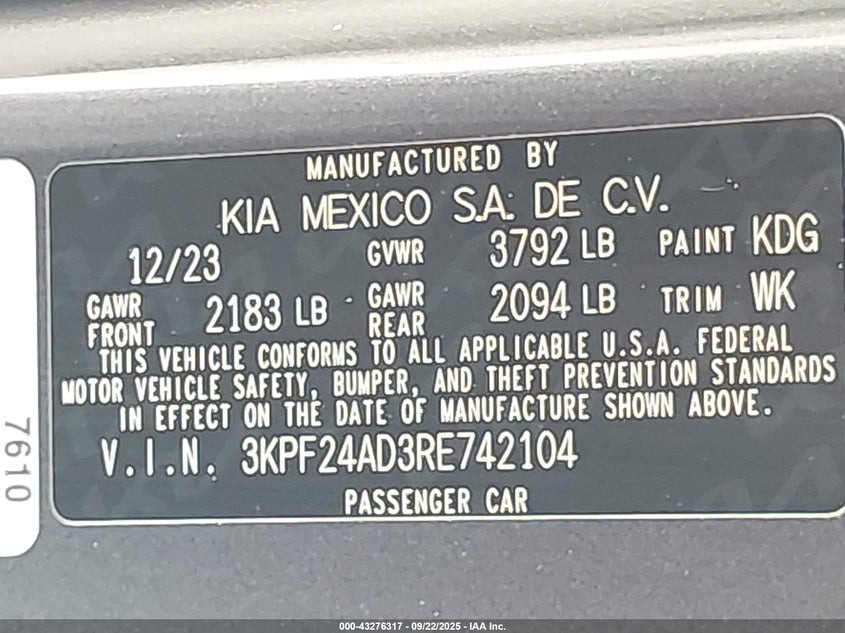 MANUFACTURED BY
KIA MEXICO S.A. DE C.V.
12/23 GVWR 3792 LB PAINT KDG
GAWR FRONT 2183 LB GAWR REAR 2094 LB TRIM WK
THIS VEHICLE CONFORMS TO ALL APPLICABLE U.S.A. FEDERAL
MOTOR VEHICLE SAFETY, BUMPER, AND THEFT PREVENTION STANDARDS
IN EFFECT ON THE DATE OF MANUFACTURE SHOWN ABOVE.
V.I.N. 3KPF24AD3RE742104
PASSENGER CAR
7610
000-43276317 - 09/22/2025 - IAA Inc.